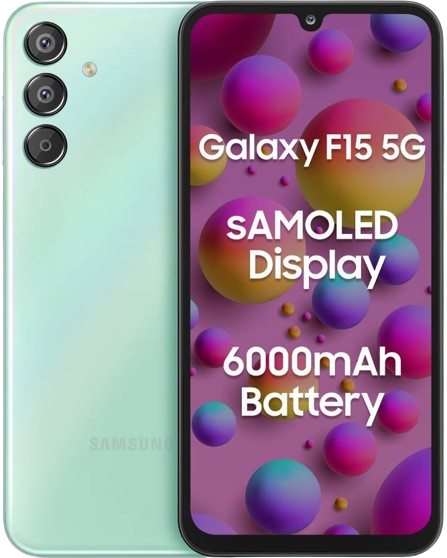 Galaxy F15 5G
sAMOLED
Display
6000mAh
Battery
SAMSUNG